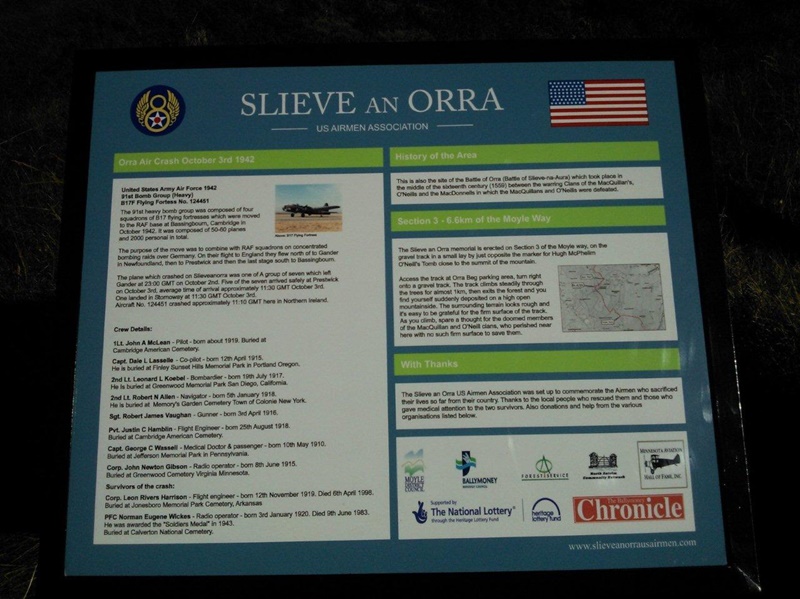 SLIEVE AN ORRA
US AIRMEN ASSOCIATION
Orra Air Crash October 3rd 1942
United States Army Air Force 1942
91st Bomb Group (Heavy)
B17F Flying Fortress No. 124451
The 91st heavy bomb group was composed of four
squadrons of B17 flying fortresses which were moved
to the RAF base at Bassingbourn, Cambridge in
October 1942. It was composed of 50-60 planes
and 2000 personal in total.
Above: B17 Flying Fortress
The purpose of the move was to combine with RAF squadrons on concentrated
bombing raids over Germany. On their flight to England they flew north of to Gander
in Newfoundland, then to Prestwick and then the last stage south to Bassingbourn.
The plane which crashed on Slieveanorra was one of A group of seven which left
Gander at 23:00 GMT on October 2nd. Five of the seven arrived safely at Prestwick
on October 3rd, average time of arrival approximately 11:30 GMT October 3rd.
One landed in Stornoway at 11:30 GMT October 3rd.
Aircraft No. 124451 crashed approximately 11:10 GMT here in Northern Ireland.
Crew Details:
1Lt. John A McLean - Pilot - born about 1919. Buried at
Cambridge American Cemetery.
Capt. Dale L Lasselle - Co-pilot - born 12th April 1915.
He is buried at Finley Sunset Hills Memorial Park in Portland Oregon.
2nd Lt. Leonard L Koebel - Bombardier - born 19th July 1917.
He is buried at Greenwood Memorial Park San Diego, California.
2nd Lt. Robert N Allen - Navigator - born 5th January 1918.
He is buried at Memory's Garden Cemetery Town of Colonie New York.
Sgt. Robert James Vaughan - Gunner - born 3rd April 1916.
Pvt. Justin C Hamblin - Flight Engineer - born 25th August 1918.
Buried at Cambridge American Cemetery.
Capt. George C Wassell - Medical Doctor & passenger - born 10th May 1910.
Buried at Jefferson Memorial Park in Pennsylvania.
Corp. John Newton Gibson - Radio operator - born 8th June 1915.
Buried at Greenwood Cemetery Virginia Minnesota.
Survivors of the crash:
Corp. Leon Rivers Harrison - Flight engineer - born 12th November 1919. Died 6th April 1998.
Buried at Jonesboro Memorial Park Cemetery, Arkansas
PFC Norman Eugene Wickes - Radio operator - born 3rd January 1920. Died 9th June 1983.
He was awarded the "Soldiers Medal" in 1943.
Buried at Calverton National Cemetery.
History of the Area
This is also the site of the Battle of Orra (Battle of Slieve-na-Aura) which took place in
the middle of the sixteenth century (1559) between the warring Clans of the MacQuillan's,
O'Neills and the MacDonnells in which the MacQuillans and O'Neills were defeated.
Section 3 - 6.6km of the Moyle Way
The Slieve an Orra memorial is erected on Section 3 of the Moyle way, on the
gravel track in a small lay by just opposite the marker for Hugh McPhelim
O'Neill's Tomb close to the summit of the mountain.
Access the track at Orra Beg parking area, turn right
onto a gravel track. The track climbs steadily through
the trees for almost 1km, then exits the forest and you
find yourself suddenly deposited on a high open
mountainside. The surrounding terrain looks rough and
it's easy to be grateful for the firm surface of the track.
As you climb, spare a thought for the doomed members
of the MacQuillan and O'Neill clans, who perished near
here with no such firm surface to save them.
With Thanks
The Slieve an Orra US Airmen Association was set up to commemorate the Airmen who sacrificed
their lives so far from their country. Thanks to the local people who rescued them and those who
gave medical attention to the two survivors. Also donations and help from the various
organisations listed below.
MOYLE
DISTRICT
COUNCIL
BALLYMONEY
BOROUGH COUNCIL
FOREST SERVICE
North Antrim
Community Network
MINNESOTA AVIATION
HALL OF FAME, INC
Supported by
The National Lottery
through the Heritage Lottery Fund
heritage
lottery fund
The Ballymoney
Chronicle
www.slieveanorrausairmen.com